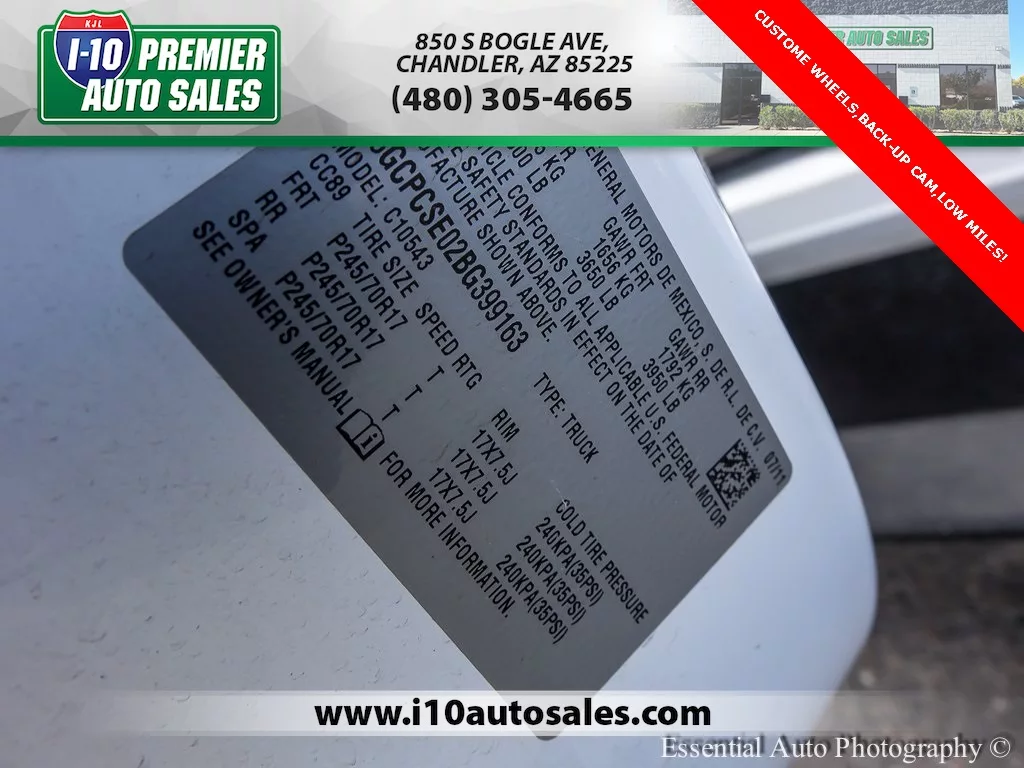 KJL
I-10 PREMIER
AUTO SALES
850 S BOGLE AVE,
CHANDLER, AZ 85225
(480) 305-4665
AUTO SALES
CUSTOME WHEELS,BACK-UP CAM,LOW MILES!
GENERAL MOTORS DE MEXICO, S. DE R.L. DE C.V. 07/11
GAWR FRT GAWR RR
KG 1656 KG 1792 KG
LB 3650 LB 3950 LB
CONFORMS TO ALL APPLICABLE U.S. FEDERAL MOTOR
SAFETY STANDARDS IN EFFECT ON THE DATE OF
SHOWN ABOVE.
GCPCSE02BG399163 TYPE: TRUCK
MODEL: C10543
CC89 TIRE SIZE SPEED RTG RIM COLD TIRE PRESSURE
FRT P245/70R17 T 17X7.5J 240KPA(35PSI)
RR P245/70R17 T 17X7.5J 240KPA(35PSI)
SPA P245/70R17 T 17X7.5J 240KPA(35PSI)
SEE OWNER'S MANUAL i FOR MORE INFORMATION.
www.i10autosales.com
Essential Auto Photography ©